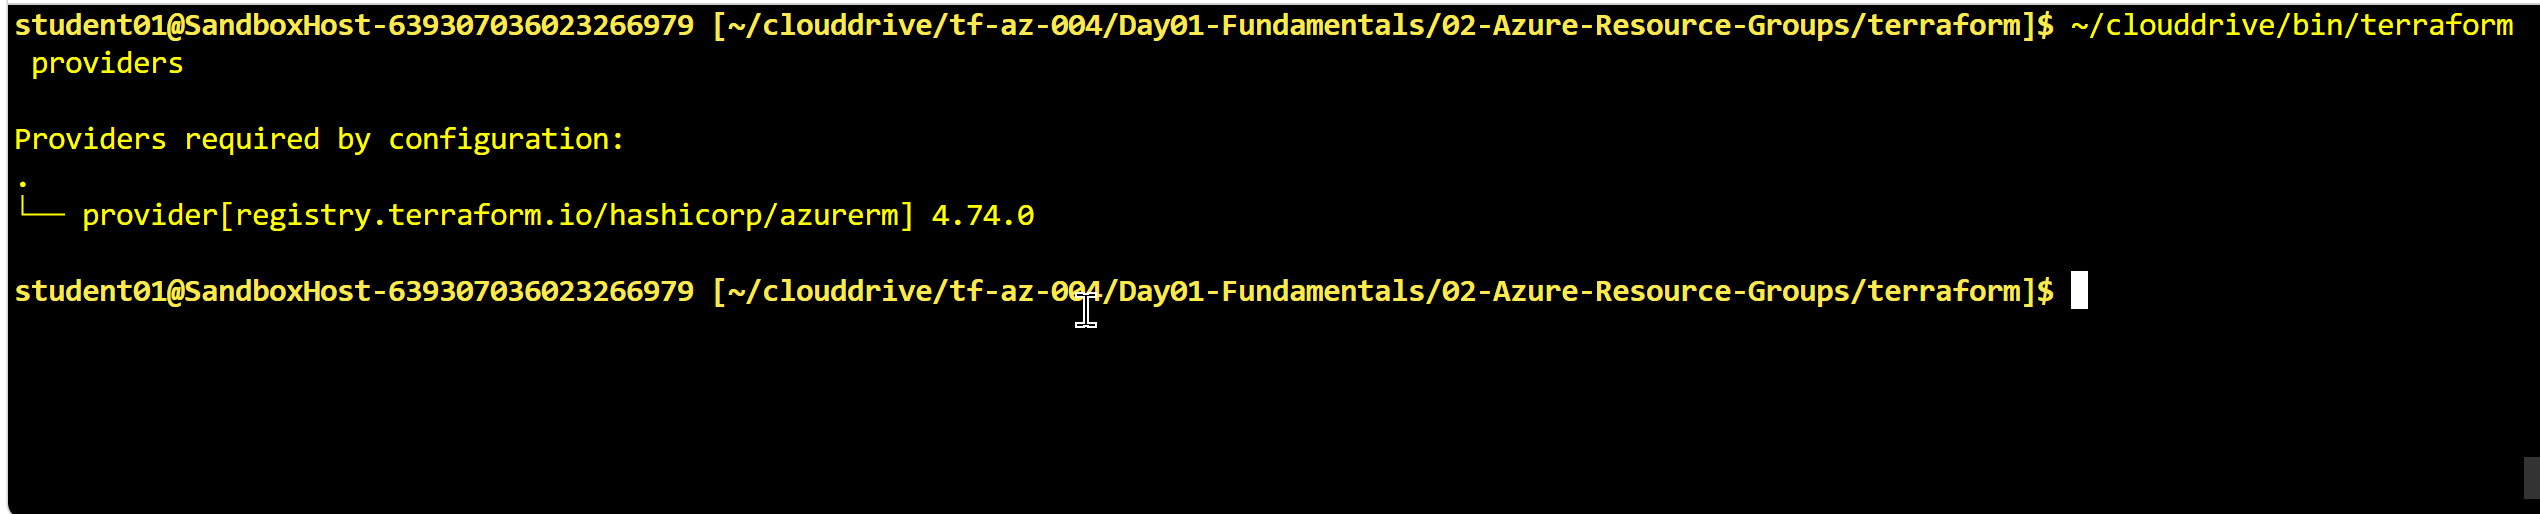 student01@SandboxHost-639307036023266979 [~/clouddrive/tf-az-004/Day01-Fundamentals/02-Azure-Resource-Groups/terraform]$ ~/clouddrive/bin/terraform
 providers
Providers required by configuration:
.
└── provider[registry.terraform.io/hashicorp/azurerm] 4.74.0
student01@SandboxHost-639307036023266979 [~/clouddrive/tf-az-004/Day01-Fundamentals/02-Azure-Resource-Groups/terraform]$